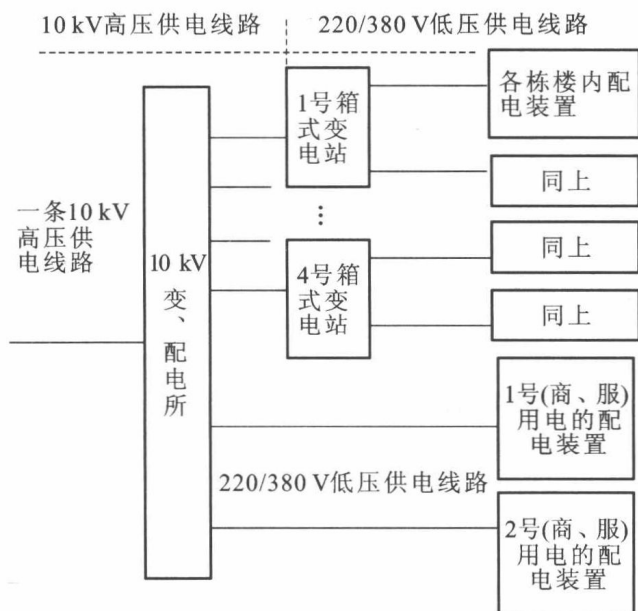 10 kV高压供电线路
220/380 V低压供电线路
1号箱
式变
电站
各栋楼内配
电装置
同上
一条10 kV
高压供
电线路
10 kV
变、
配
电
所
⋮
4号箱
式变
电站
同上
同上
1号(商、服)
用电的配
电装置
220/380 V低压供电线路
2号(商、服)
用电的配
电装置